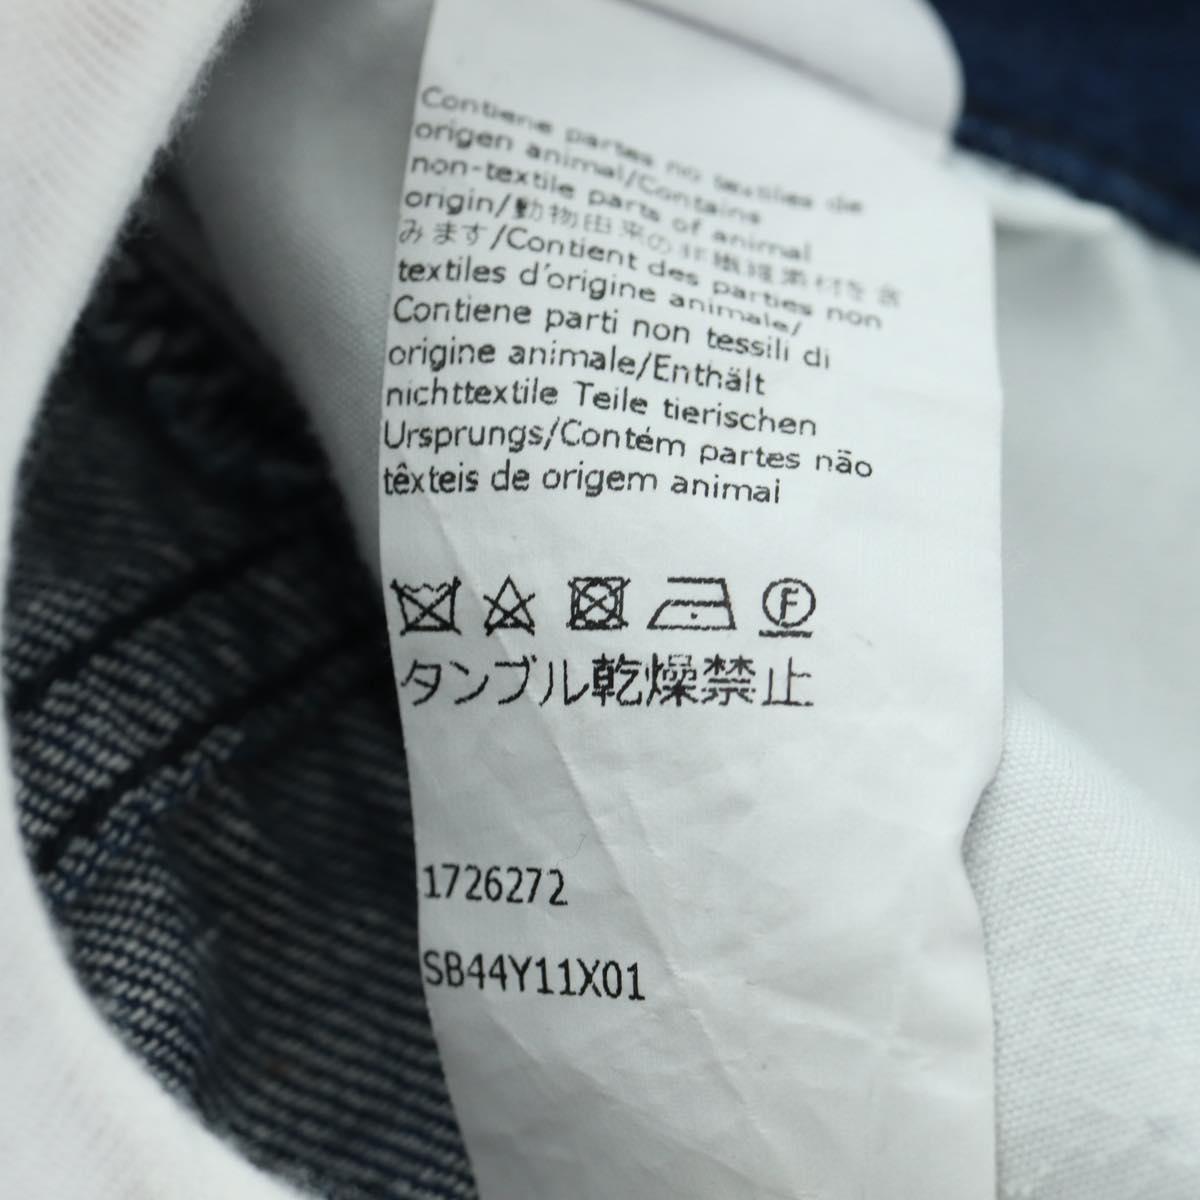 Contiene partes no textiles de
origen animal/Contains
non-textile parts of animal
origin/動物由来の非繊維素材を含
みます/Contient des parties non
textiles d'origine animale/
Contiene parti non tessili di
origine animale/Enthält
nichttextile Teile tierischen
Ursprungs/Contém partes não
têxteis de origem animal
F
タンブル乾燥禁止
1726272
SB44Y11X01